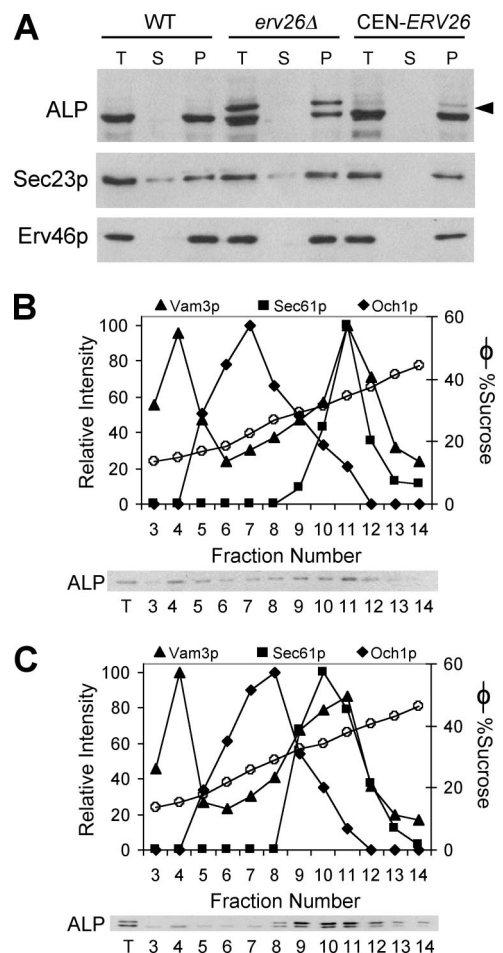 A
WT erv26Δ CEN-ERV26
T S P T S P T S P
ALP
Sec23p
Erv46p
B
Vam3p Sec61p Och1p
100 80 60 40 20 0
Relative Intensity
60 40 20 0
%Sucrose
3 4 5 6 7 8 9 10 11 12 13 14
Fraction Number
ALP
T 3 4 5 6 7 8 9 10 11 12 13 14
C
Vam3p Sec61p Och1p
100 80 60 40 20 0
Relative Intensity
60 40 20 0
%Sucrose
3 4 5 6 7 8 9 10 11 12 13 14
Fraction Number
ALP
T 3 4 5 6 7 8 9 10 11 12 13 14